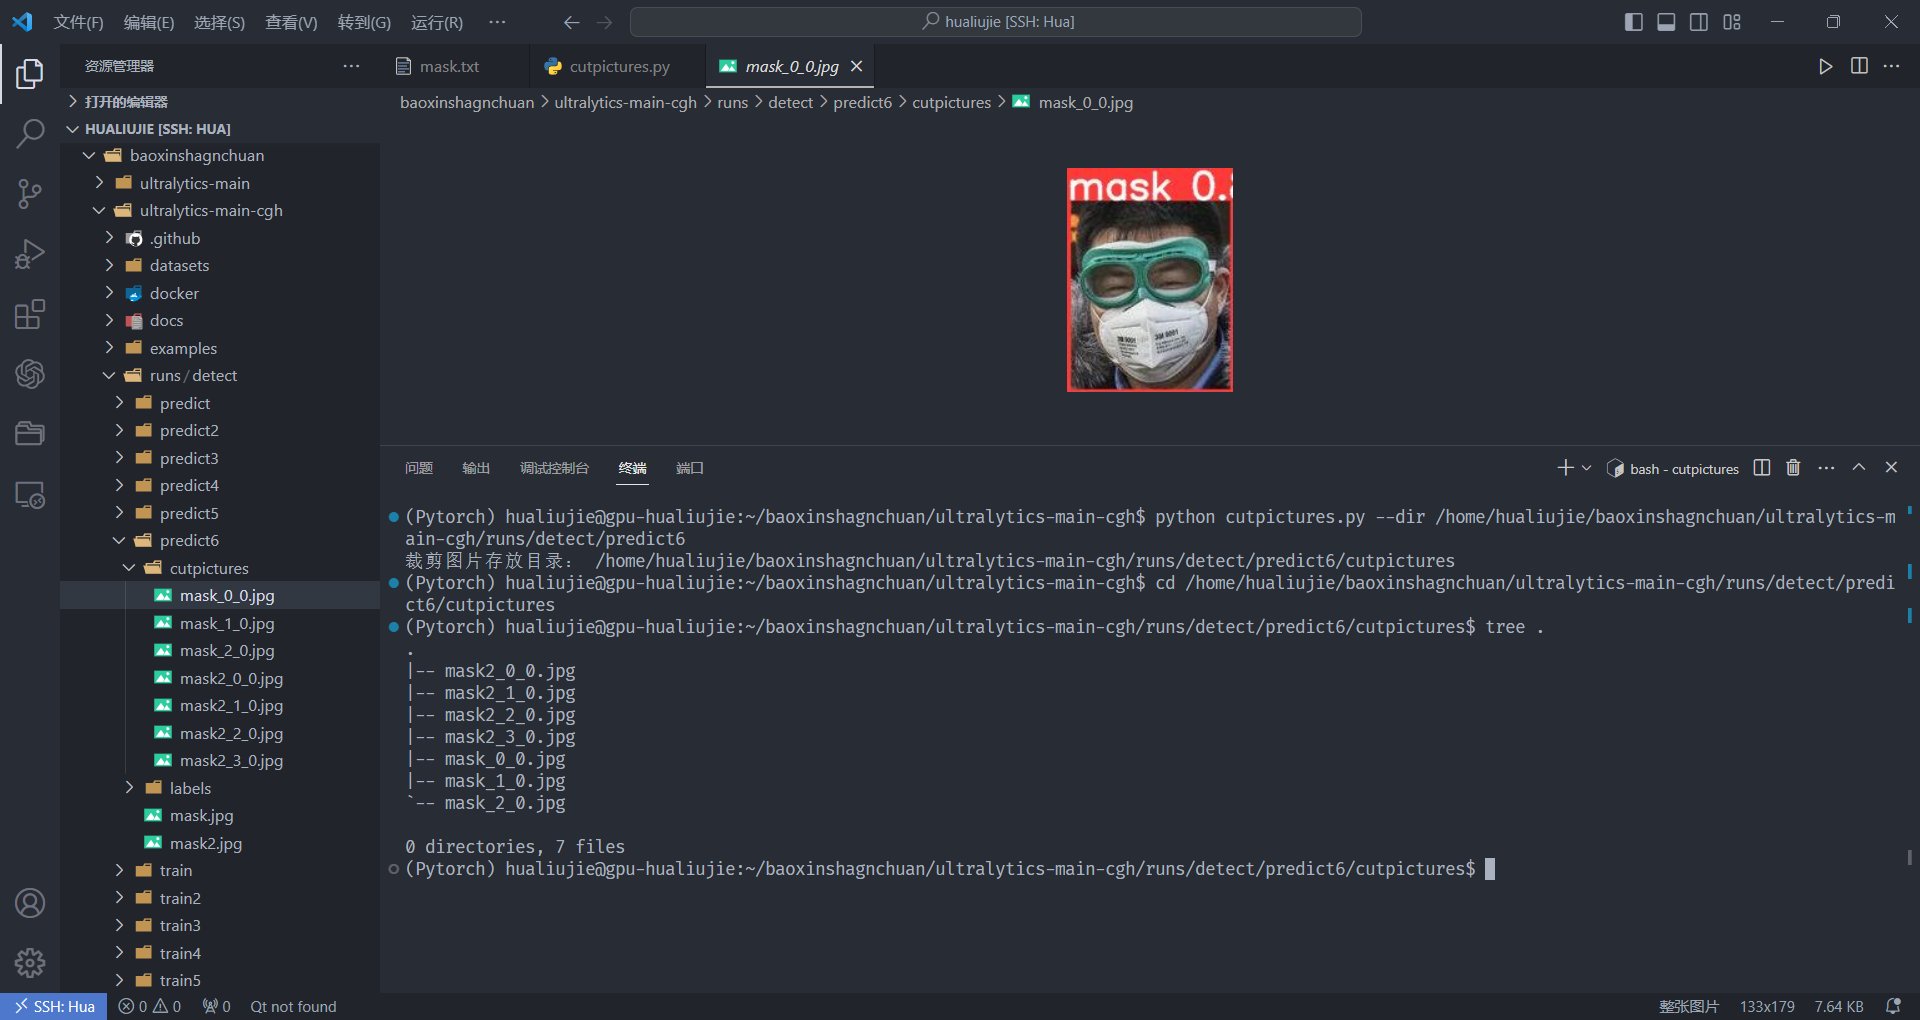 文件(F) 编辑(E) 选择(S) 查看(V) 转到(G) 运行(R) ··· hualiujie [SSH: Hua]
资源管理器 ···
mask.txt cutpictures.py mask_0_0.jpg
打开的编辑器
HUALIUJIE [SSH: HUA]
baoxinshagnchuan
ultralytics-main
ultralytics-main-cgh
.github
datasets
docker
docs
examples
runs/detect
predict
predict2
predict3
predict4
predict5
predict6
cutpictures
mask_0_0.jpg
mask_1_0.jpg
mask_2_0.jpg
mask2_0_0.jpg
mask2_1_0.jpg
mask2_2_0.jpg
mask2_3_0.jpg
labels
mask.jpg
mask2.jpg
train
train2
train3
train4
train5
baoxinshagnchuan > ultralytics-main-cgh > runs > detect > predict6 > cutpictures > mask_0_0.jpg
mask 0.
3M 9001
3M 9001
问题 输出 调试控制台 终端 端口
bash - cutpictures
(Pytorch) hualiujie@gpu-hualiujie:~/baoxinshagnchuan/ultralytics-main-cgh$ python cutpictures.py --dir /home/hualiujie/baoxinshagnchuan/ultralytics-m
ain-cgh/runs/detect/predict6
裁剪图片存放目录： /home/hualiujie/baoxinshagnchuan/ultralytics-main-cgh/runs/detect/predict6/cutpictures
(Pytorch) hualiujie@gpu-hualiujie:~/baoxinshagnchuan/ultralytics-main-cgh$ cd /home/hualiujie/baoxinshagnchuan/ultralytics-main-cgh/runs/detect/predi
ct6/cutpictures
(Pytorch) hualiujie@gpu-hualiujie:~/baoxinshagnchuan/ultralytics-main-cgh/runs/detect/predict6/cutpictures$ tree .
.
|-- mask2_0_0.jpg
|-- mask2_1_0.jpg
|-- mask2_2_0.jpg
|-- mask2_3_0.jpg
|-- mask_0_0.jpg
|-- mask_1_0.jpg
`-- mask_2_0.jpg
0 directories, 7 files
(Pytorch) hualiujie@gpu-hualiujie:~/baoxinshagnchuan/ultralytics-main-cgh/runs/detect/predict6/cutpictures$
SSH: Hua 0 0 0 Qt not found 整张图片 133x179 7.64 KB